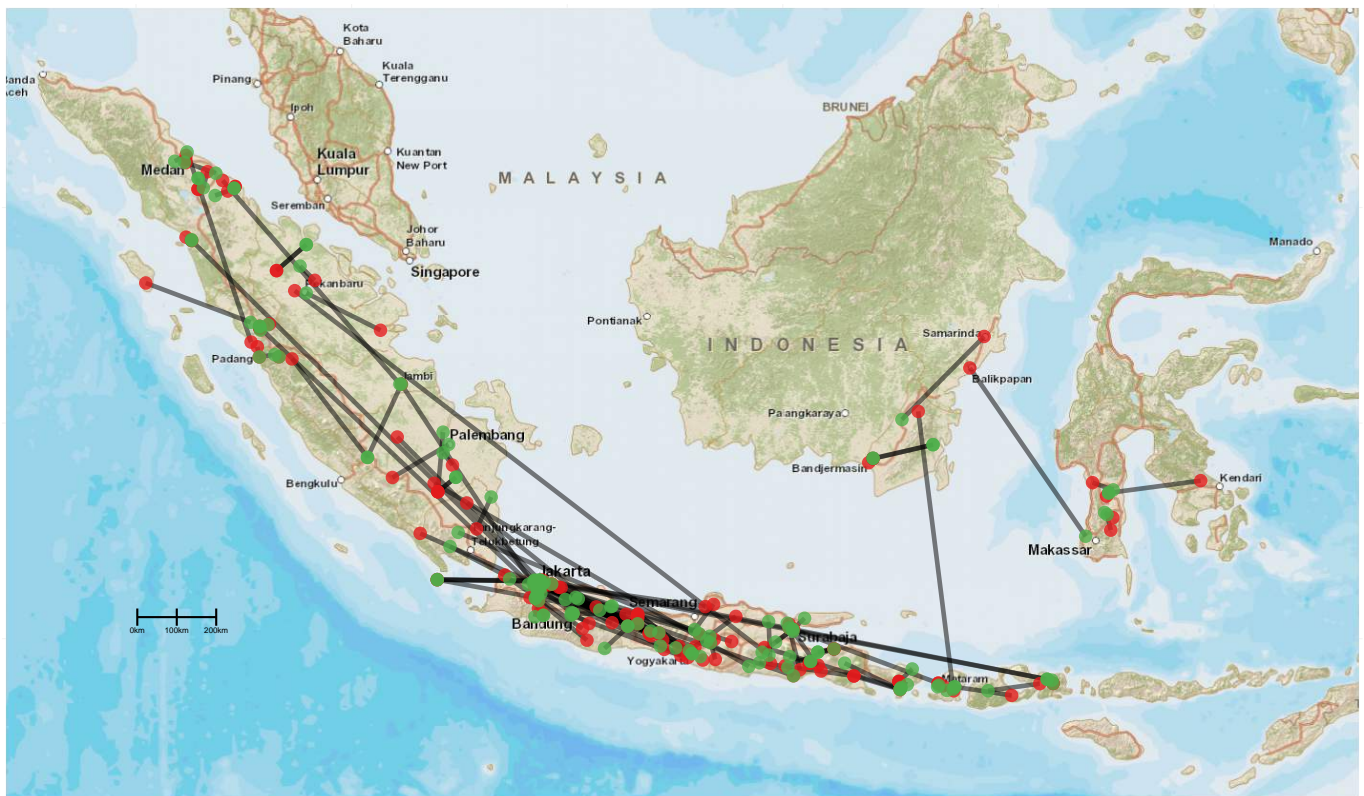 Kota
Baharu
Kuala
Terengganu
Pinang
Banda
Aceh
Ipoh
BRUNEI
Kuantan
New Port
Kuala
Lumpur
Medan
MALAYSIA
Seremban
Johor
Baharu
Singapore
Manado
Pekanbaru
Pontianak
Samarinda
INDONESIA
Padang
Balikpapan
Jambi
Palangkaraya
Palembang
Bandjermasin
Bengkulu
Kendari
Tanjungkarang-
Telukbetung
Makassar
Jakarta
Semarang
0km 100km 200km
Bandung
Surabaja
Yogyakarta
Mataram